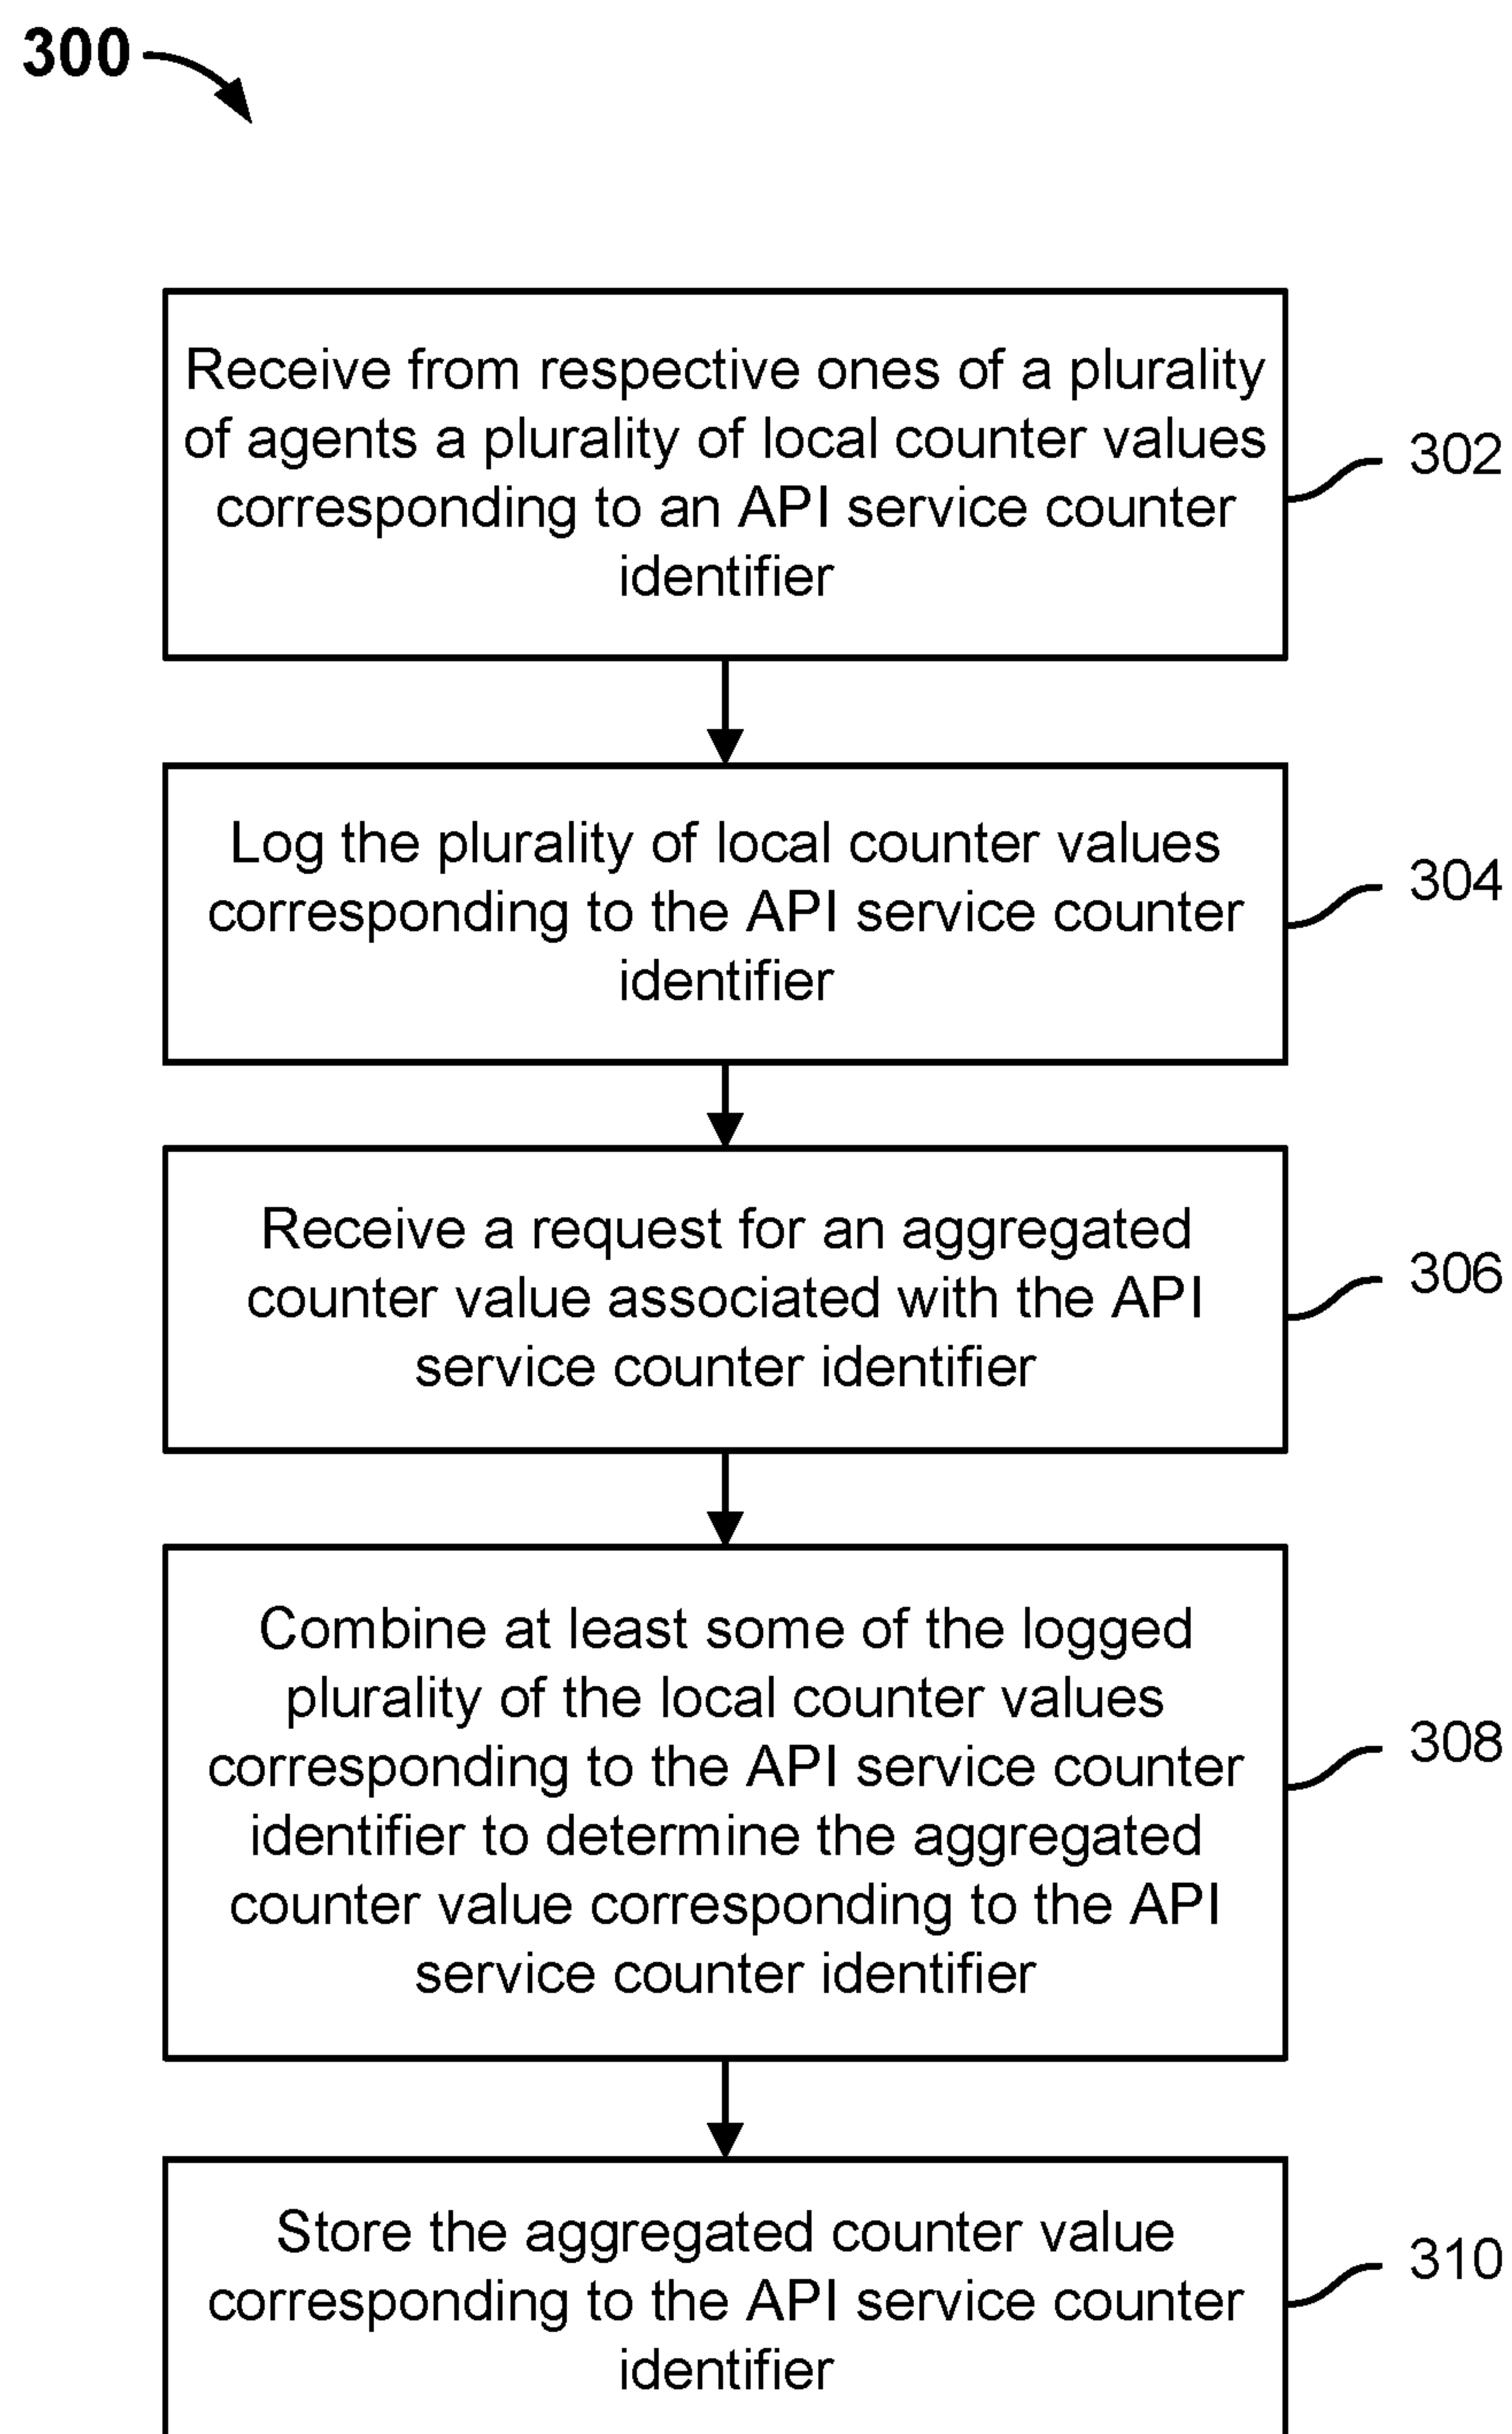 300
Receive from respective ones of a plurality
of agents a plurality of local counter values
corresponding to an API service counter
identifier
302
Log the plurality of local counter values
corresponding to the API service counter
identifier
304
Receive a request for an aggregated
counter value associated with the API
service counter identifier
306
Combine at least some of the logged
plurality of the local counter values
corresponding to the API service counter
identifier to determine the aggregated
counter value corresponding to the API
service counter identifier
308
Store the aggregated counter value
corresponding to the API service counter
identifier
310